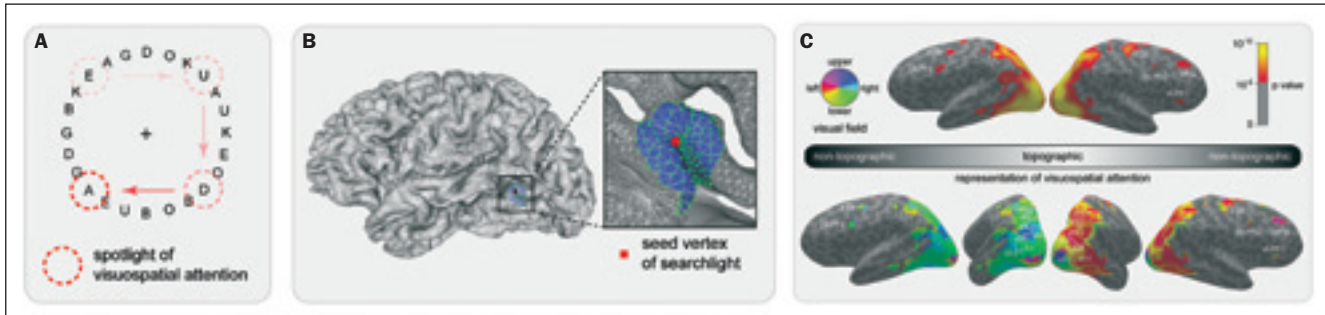 A
E A G D O K U
A
U
K
E
D
B O B U
A
G
D
G
B
K
+
spotlight of
visuospatial attention
B
seed vertex
of searchlight
C
upper
left
right
lower
visual field
p value
0
non-topographic
topographic
non-topographic
representation of visuospatial attention